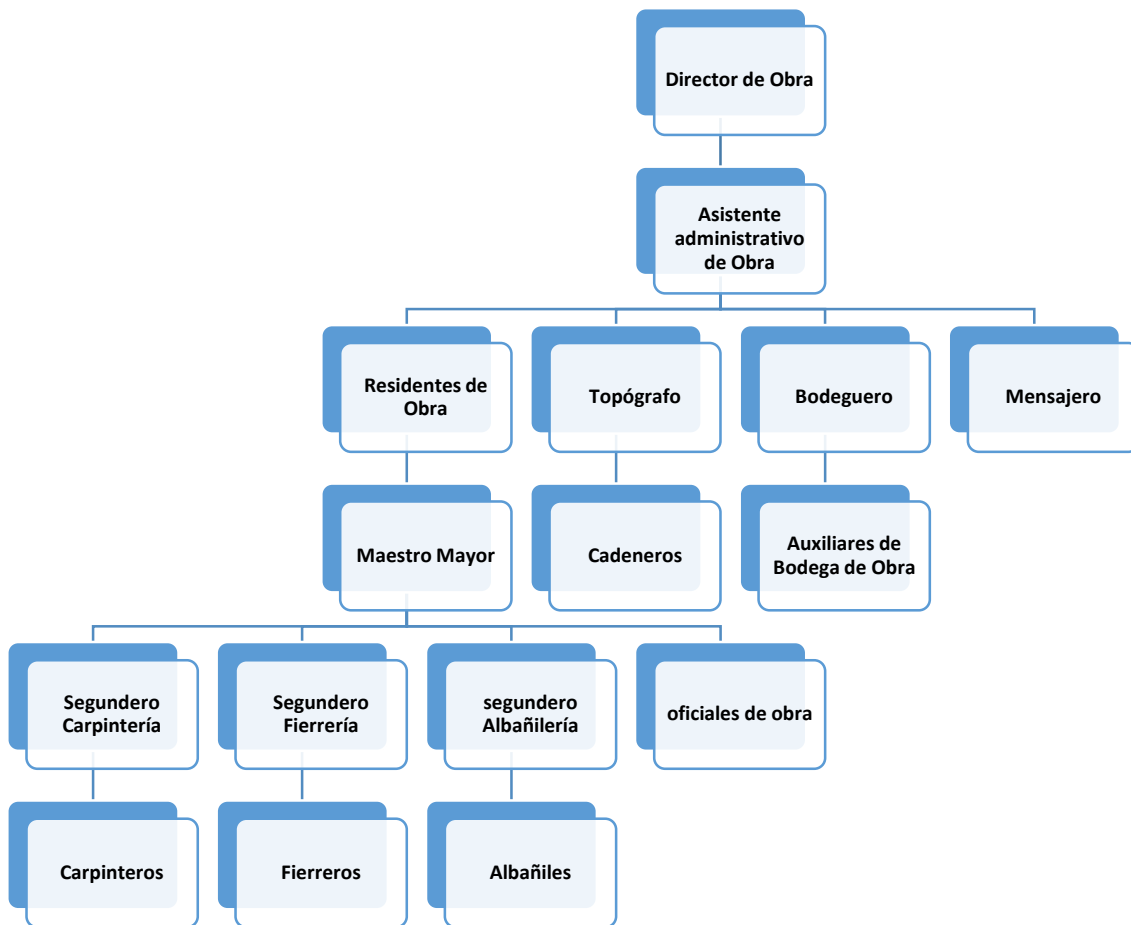 Director de Obra
Asistente
administrativo
de Obra
Residentes de
Obra
Topógrafo
Bodeguero
Mensajero
Maestro Mayor
Cadeneros
Auxiliares de
Bodega de Obra
Segundero
Carpintería
Segundero
Fierrería
segundero
Albañilería
oficiales de obra
Carpinteros
Fierreros
Albañiles